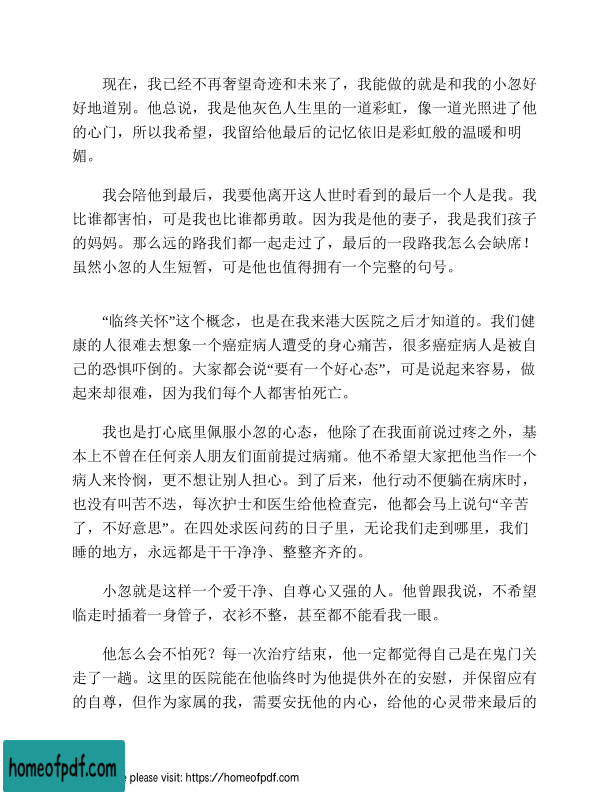 现在，我已经不再奢望奇迹和未来了，我能做的就是和我的小忽好
好地道别。他总说，我是他灰色人生里的一道彩虹，像一道光照进了他
的心门，所以我希望，我留给他最后的记忆依旧是彩虹般的温暖和明
媚。
我会陪他到最后，我要他离开这人世时看到的最后一个人是我。我
比谁都害怕，可是我也比谁都勇敢。因为我是他的妻子，我是我们孩子
的妈妈。那么远的路我们都一起走过了，最后的一段路我怎么会缺席！
虽然小忽的人生短暂，可是他也值得拥有一个完整的句号。
“临终关怀”这个概念，也是在我来港大医院之后才知道的。我们健
康的人很难去想象一个癌症病人遭受的身心痛苦，很多癌症病人是被自
己的恐惧吓倒的。大家都会说“要有一个好心态”，可是说起来容易，做
起来却很难，因为我们每个人都害怕死亡。
我也是打心底里佩服小忽的心态，他除了在我面前说过疼之外，基
本上不曾在任何亲人朋友们面前提过病痛。他不希望大家把他当作一个
病人来怜悯，更不想让别人担心。到了后来，他行动不便躺在病床时，
也没有叫苦不迭，每次护士和医生给他检查完，他都会马上说句“辛苦
了，不好意思”。在四处求医问药的日子里，无论我们走到哪里，我们
睡的地方，永远都是干干净净、整整齐齐的。
小忽就是这样一个爱干净、自尊心又强的人。他曾跟我说，不希望
临走时插着一身管子，衣衫不整，甚至都不能看我一眼。
他怎么会不怕死？每一次治疗结束，他一定都觉得自己是在鬼门关
走了一趟。这里的医院能在他临终时为他提供外在的安慰，并保留应有
的自尊，但作为家属的我，需要安抚他的内心，给他的心灵带来最后的
homeofpdf.com
e please visit: https://homeofpdf.com